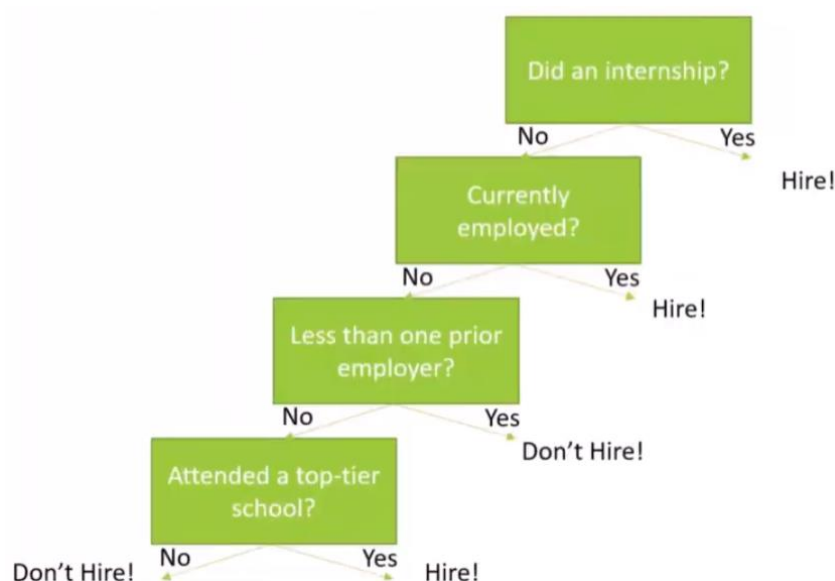 Did an internship?
No
Yes
Hire!
Currently
employed?
No
Yes
Hire!
Less than one prior
employer?
No
Yes
Don't Hire!
Attended a top-tier
school?
No
Yes
Don't Hire!
Hire!